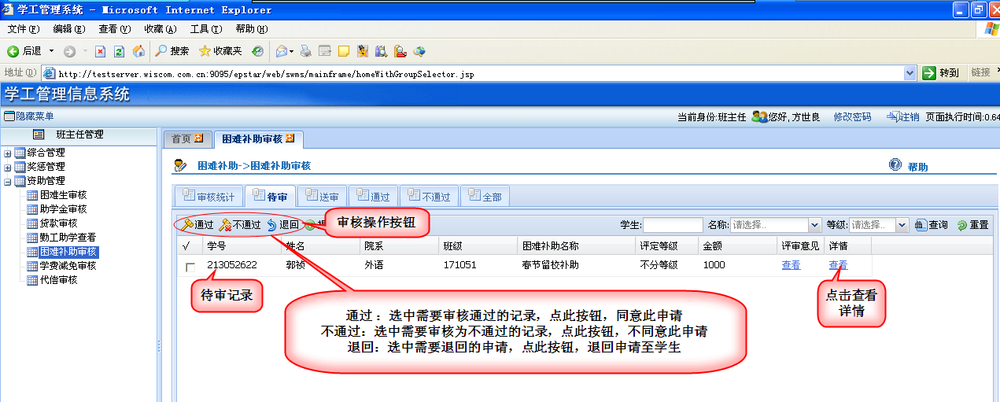 学工管理系统 - Microsoft Internet Explorer
文件(F) 编辑(E) 查看(V) 收藏(A) 工具(T) 帮助(H)
后退 搜索 收藏夹
地址(D) http://testserver.wiscom.com.cn:9095/epstar/web/swms/mainframe/homeWithGroupSelector.jsp 转到 链接
学工管理信息系统
隐藏菜单 当前身份:班主任 您好,方世良 修改密码 注销 页面执行时间:0.64
班主任管理
综合管理
奖惩管理
资助管理
困难生审核
助学金审核
贷款审核
勤工助学查看
困难补助审核
学费减免审核
代偿审核
首页 困难补助审核
困难补助->困难补助审核 帮助
审核统计 待审 送审 通过 不通过 全部
通过 不通过 退回 审核操作按钮 学生: 名称: 请选择.. 等级: 请选择.. 查询 重置
√ 学号 姓名 院系 班级 困难补助名称 评定等级 金额 评审意见 详情
213052622 郭祯 外语 171051 春节留校补助 不分等级 1000 查看 查看
待审记录
点击查看
详情
通过：选中需要审核通过的记录，点此按钮，同意此申请
不通过：选中需要审核为不通过的记录，点此按钮，不同意此申请
退回：选中需要退回的申请，点此按钮，退回申请至学生